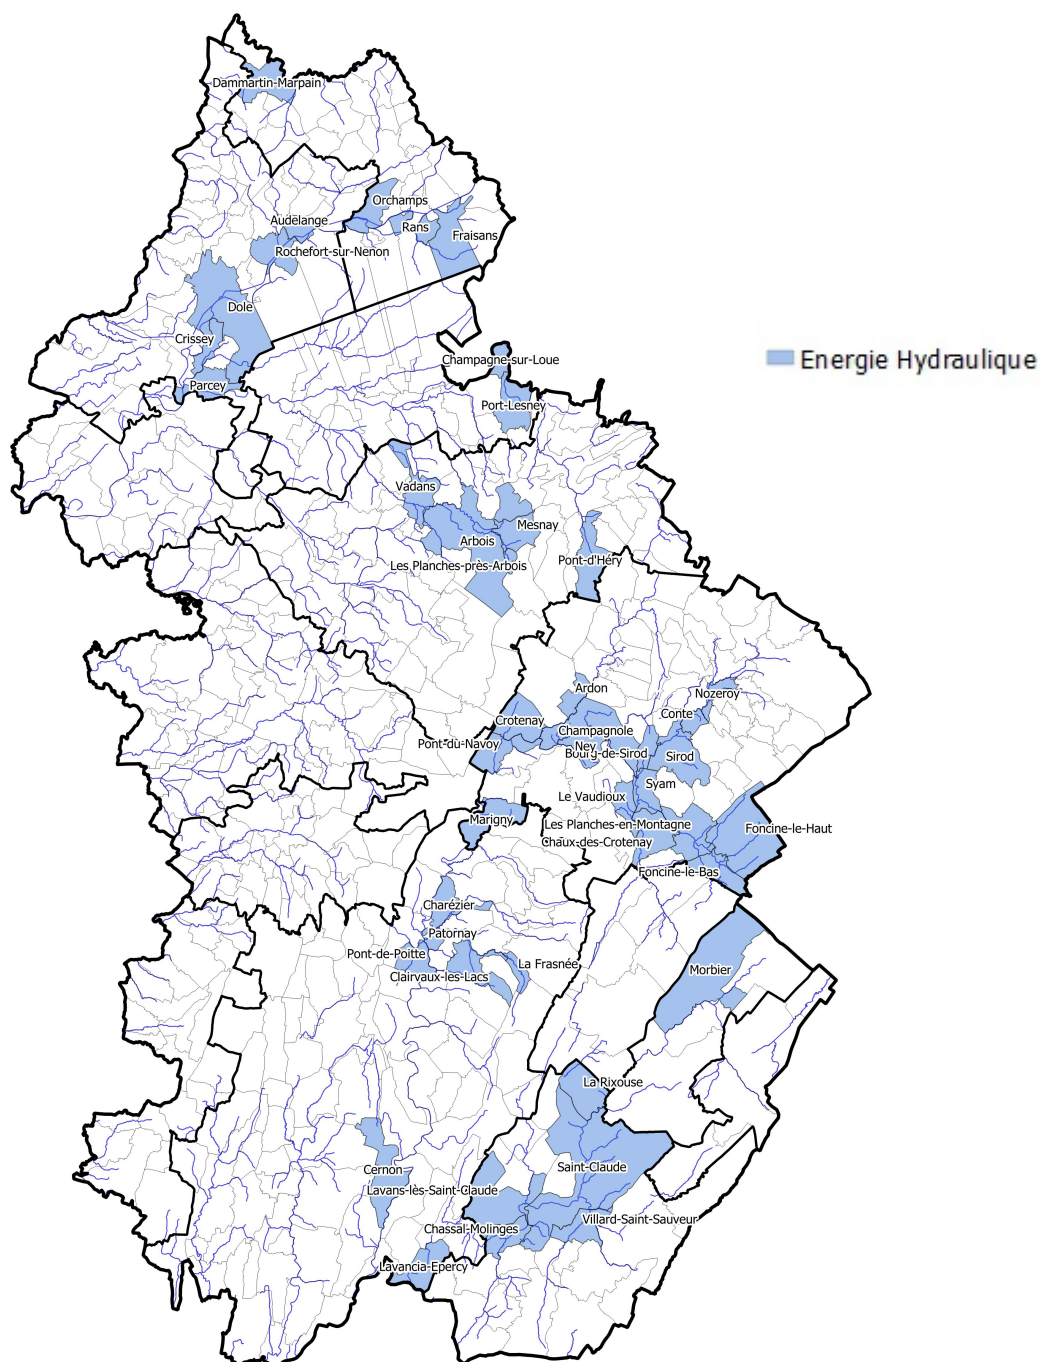 Dammartin-Marpain
Orchamps
Audelange
Rans
Fraisans
Rochefort-sur-Nenon
Dole
Crissey
Champagne-sur-Loue
Energie Hydraulique
Parcey
Port-Lesney
Vadans
Mesnay
Arbois
Pont-d'Héry
Les Planches-près-Arbois
Ardon
Nozeroy
Conte
Crotenay
Champagnole
Pont-du-Navoy
Ney
Bourg-de-Sirod
Sirod
Syam
Le Vaudioux
Marigny
Les Planches-en-Montagne
Foncine-le-Haut
Chaux-des-Crotenay
Foncine-le-Bas
Charézier
Patornay
Pont-de-Poitte
La Frasnée
Clairvaux-les-Lacs
Morbier
La Rixouse
Saint-Claude
Cernon
Lavans-lès-Saint-Claude
Villard-Saint-Sauveur
Chassal-Molinges
Lavancia-Epercy